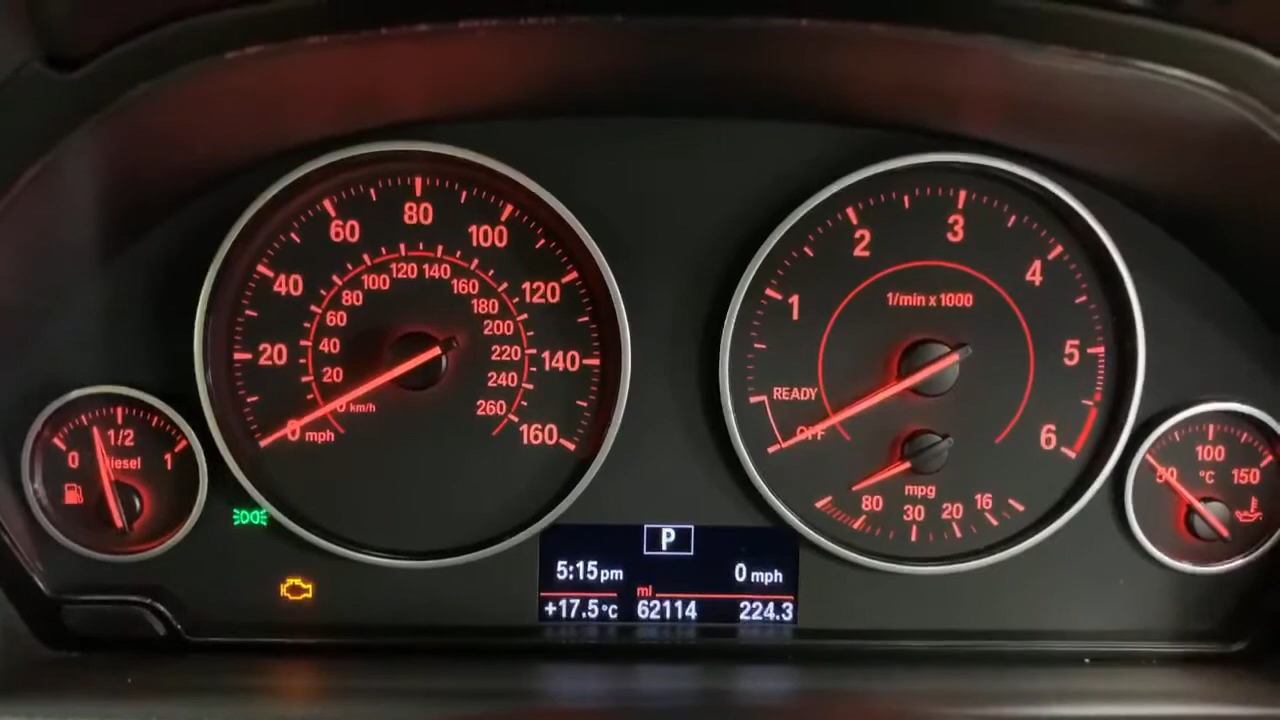 80
60
100
40
120
20
140
0 mph
160
120 140
100
160
80
180
60
200
40
220
20
240
0 km/h
260
3
2
4
1
5
6
1/min x 1000
READY
OFF
mpg
80
30
20
16
1/2
0
1
diesel
100
50
°C
150
P
5:15pm
0 mph
mi
+17.5°C
62114
224.3